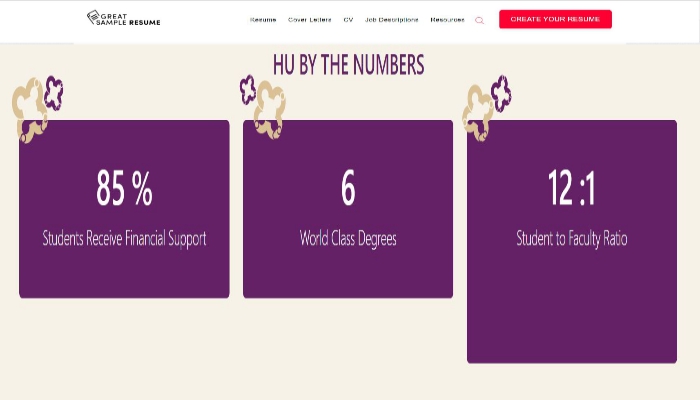 GREAT
SAMPLE RESUME
Resume Cover Letters CV Job Descriptions Resources
CREATE YOUR RESUME
HU BY THE NUMBERS
85 %
Students Receive Financial Support
6
World Class Degrees
12 :1
Student to Faculty Ratio